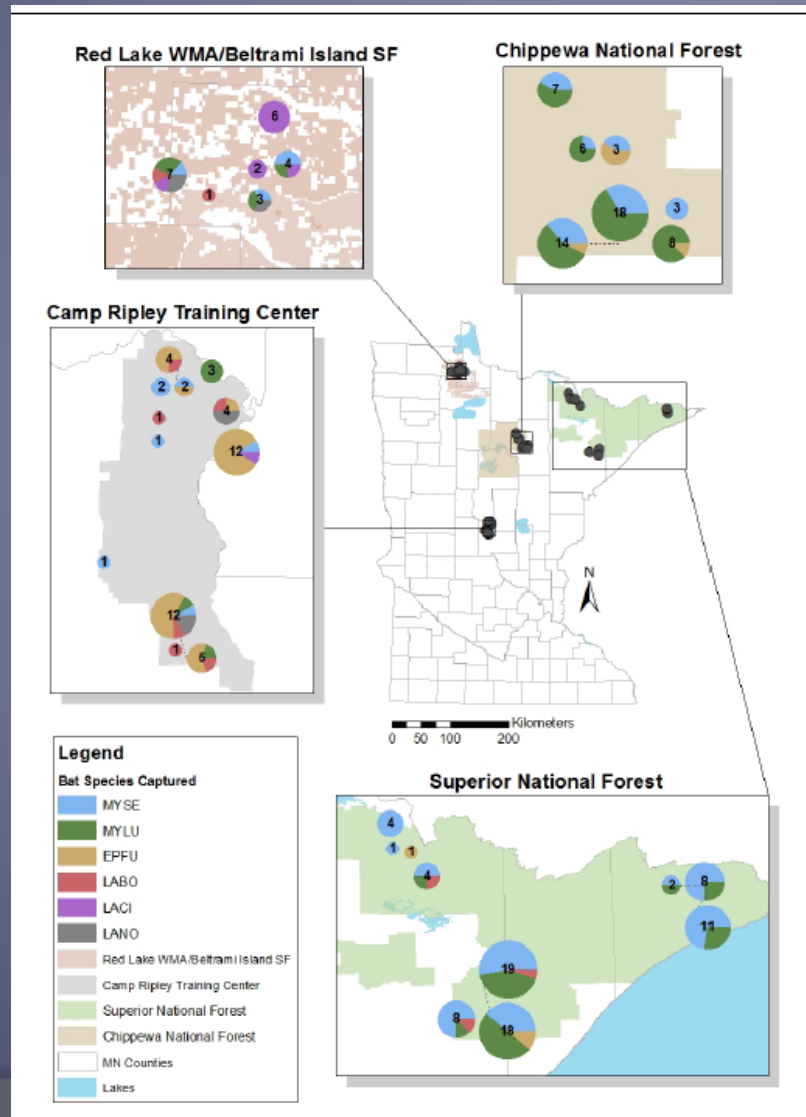 Red Lake WMA/Beltrami Island SF
6
7
2
4
1
3
Chippewa National Forest
7
6
3
18
3
14
8
Camp Ripley Training Center
4
3
2
2
1
4
1
12
1
12
1
5
N
Kilometers
0 50 100 200
Legend
Bat Species Captured
MYSE
MYLU
EPFU
LABO
LACI
LANO
Red Lake WMA/Beltrami Island SF
Camp Ripley Training Center
Superior National Forest
Chippewa National Forest
MN Counties
Lakes
Superior National Forest
4
1
1
4
2
8
11
19
8
18